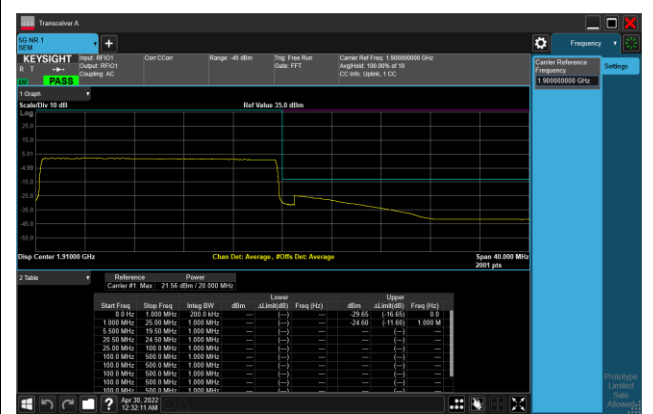 Transceiver A
5G NR 1
SEM
Frequency
KEYSIGHT
R T
PASS
Input: RFIO1
Output: RFIO1
Coupling: AC
Corr CCorr
Range: -45 dBm
Trig: Free Run
Gate: FFT
Carrier Ref Freq: 1.900000000 GHz
Avg|Hold: 100.00% of 10
CC Info: Uplink, 1 CC
Carrier Reference
Frequency
1.900000000 GHz
Settings
1 Graph
Scale/Div 10 dB
Ref Value 35.0 dBm
Log
25.0
15.0
5.01
-4.99
-15.0
-25.0
-35.0
-45.0
-55.0
Disp Center 1.91000 GHz
Chan Det: Average , #Offs Det: Average
Span 40.000 MHz
2001 pts
2 Table
Reference Power
Carrier #1: Max 21.56 dBm / 20.000 MHz
Lower Upper
Start Freq Stop Freq Integ BW dBm ΔLimit(dB) Freq (Hz) dBm ΔLimit(dB) Freq (Hz)
0.0 Hz 1.000 MHz 200.0 kHz --- (---) --- -29.65 (-16.65) 0.0
1.000 MHz 25.00 MHz 1.000 MHz --- (---) --- -24.60 (-11.60) 1.000 M
5.500 MHz 19.50 MHz 1.000 MHz --- (---) --- --- (---) ---
20.50 MHz 24.50 MHz 1.000 MHz --- (---) --- --- (---) ---
25.00 MHz 100.0 MHz 1.000 MHz --- (---) --- --- (---) ---
100.0 MHz 500.0 MHz 1.000 MHz --- (---) --- --- (---) ---
100.0 MHz 500.0 MHz 1.000 MHz --- (---) --- --- (---) ---
100.0 MHz 500.0 MHz 1.000 MHz --- (---) --- --- (---) ---
100.0 MHz 500.0 MHz 1.000 MHz --- (---) --- --- (---) ---
100.0 MHz 500.0 MHz 1.000 MHz --- (---) --- --- (---) ---
Prototype
Limited
Sale
Allowed
?
Apr 30, 2022
12:32:11 AM